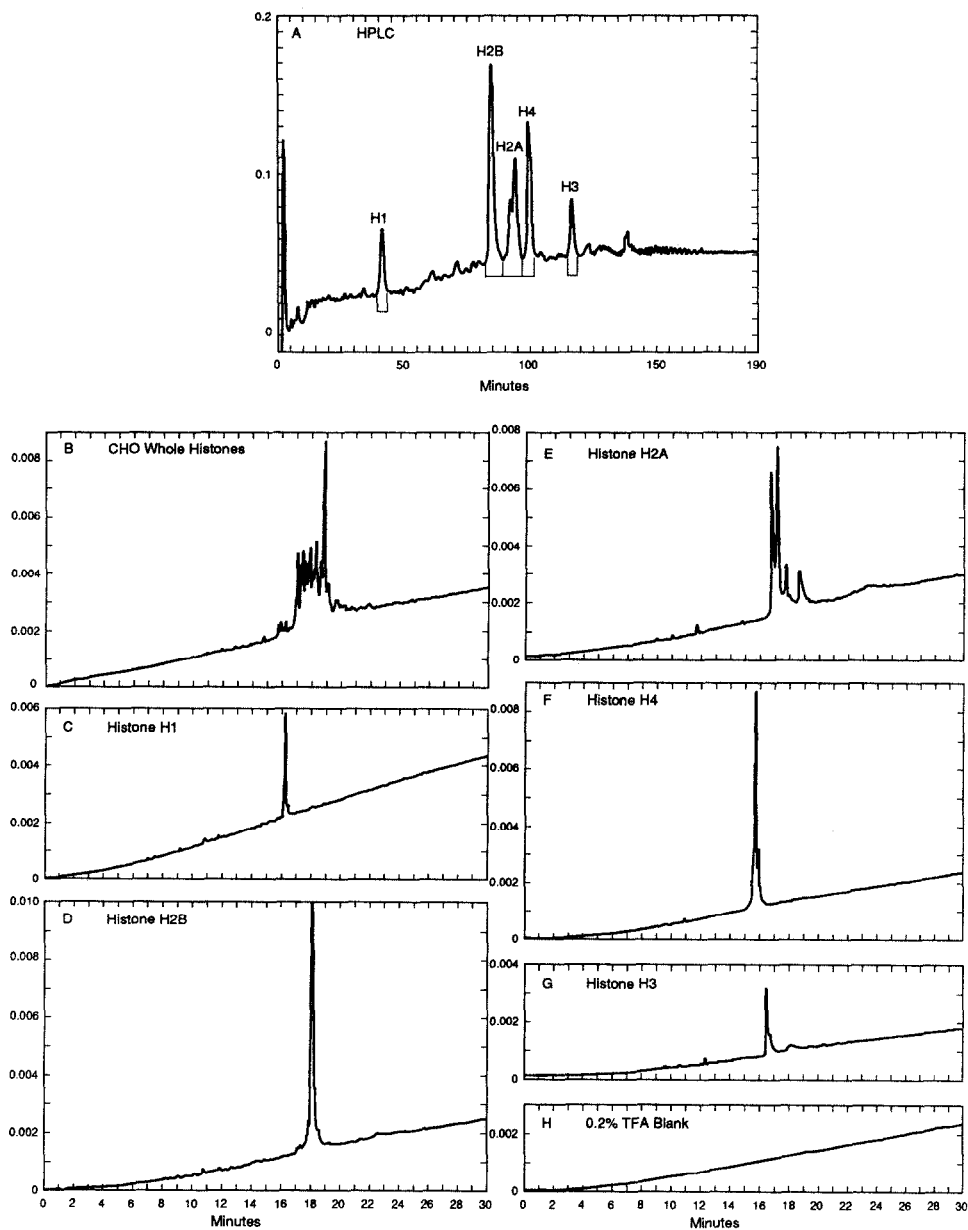 0.2
A HPLC
H2B
H4
H2A
0.1
H3
H1
0
0 50 100 150 190
Minutes
B CHO Whole Histones
0.008
0.006
0.004
0.002
0
C Histone H1
0.006
0.004
0.002
0
D Histone H2B
0.010
0.008
0.006
0.004
0.002
0
0 2 4 6 8 10 12 14 16 18 20 22 24 26 28 30
Minutes
E Histone H2A
0.008
0.006
0.004
0.002
0
F Histone H4
0.008
0.006
0.004
0.002
0
G Histone H3
0.004
0.002
0
H 0.2% TFA Blank
0.002
0
0 2 4 6 8 10 12 14 16 18 20 22 24 26 28 30
Minutes